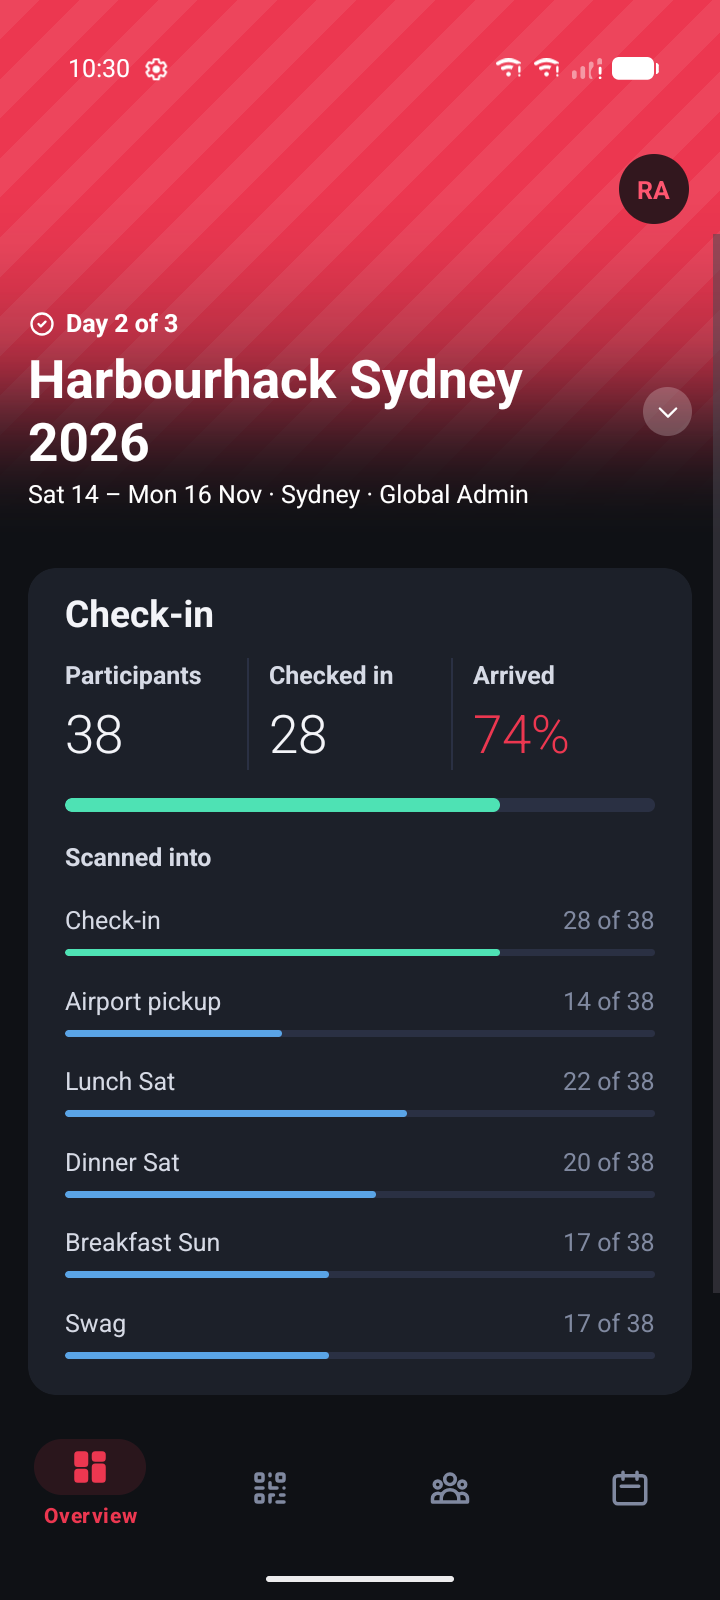 10:30
RA
Day 2 of 3
Harbourhack Sydney
2026
Sat 14 – Mon 16 Nov · Sydney · Global Admin
Check-in
Participants
38
Checked in
28
Arrived
74%
Scanned into
Check-in
28 of 38
Airport pickup
14 of 38
Lunch Sat
22 of 38
Dinner Sat
20 of 38
Breakfast Sun
17 of 38
Swag
17 of 38
Overview